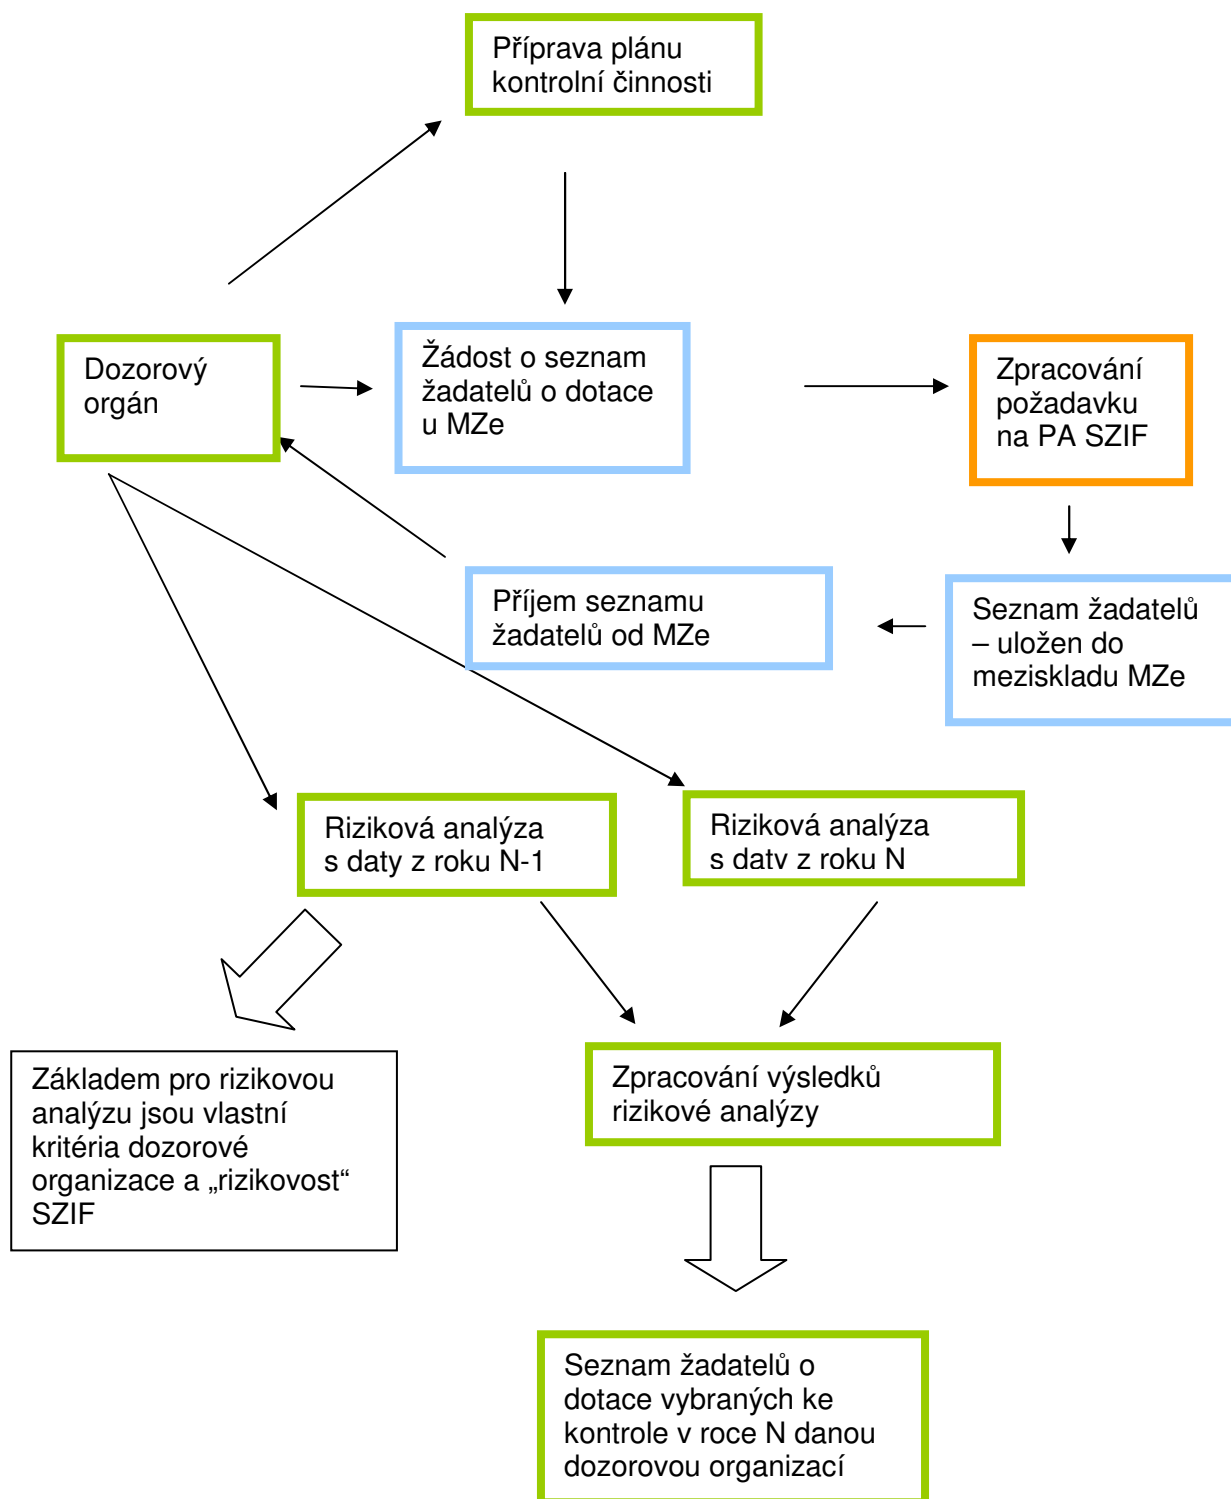 Příprava plánu
kontrolní činnosti
Dozorový
orgán
Žádost o seznam
žadatelů o dotace
u MZe
Zpracování
požadavku
na PA SZIF
Příjem seznamu
žadatelů od MZe
Seznam žadatelů
– uložen do
meziskladu MZe
Riziková analýza
s daty z roku N-1
Riziková analýza
s daty z roku N
Základem pro rizikovou
analýzu jsou vlastní
kritéria dozorové
organizace a „rizikovost“
SZIF
Zpracování výsledků
rizikové analýzy
Seznam žadatelů o
dotace vybraných ke
kontrole v roce N danou
dozorovou organizací